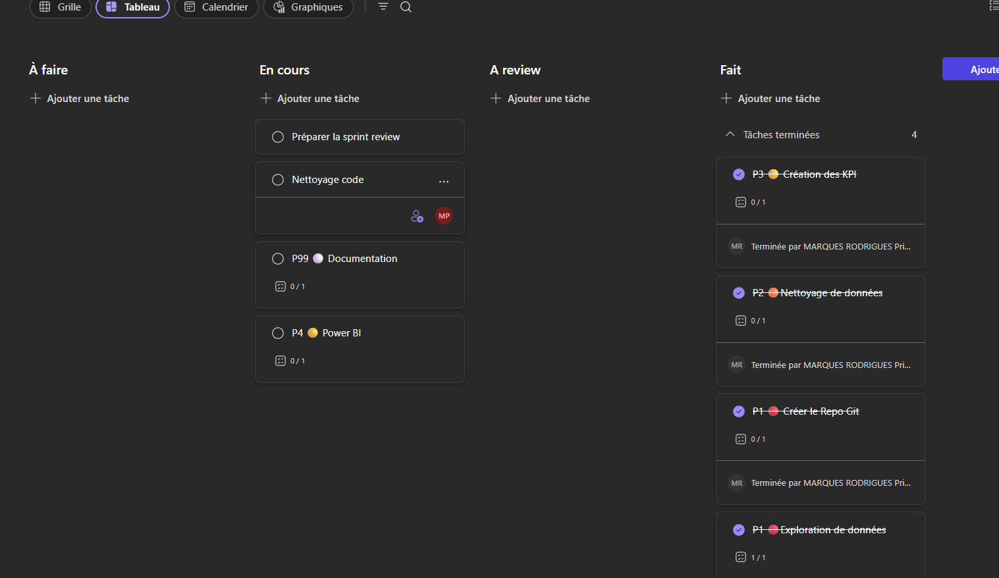 Grille
Tableau
Calendrier
Graphiques
À faire
Ajouter une tâche
En cours
Ajouter une tâche
Préparer la sprint review
Nettoyage code
MP
P99 Documentation
0 / 1
P4 Power BI
0 / 1
A review
Ajouter une tâche
Fait
Ajouter une tâche
Tâches terminées 4
P3 Création des KPI
0 / 1
MR Terminée par MARQUES RODRIGUES Pri...
P2 Nettoyage de données
0 / 1
MR Terminée par MARQUES RODRIGUES Pri...
P1 Créer le Repo Git
0 / 1
MR Terminée par MARQUES RODRIGUES Pri...
P1 Exploration de données
1 / 1
Ajoute